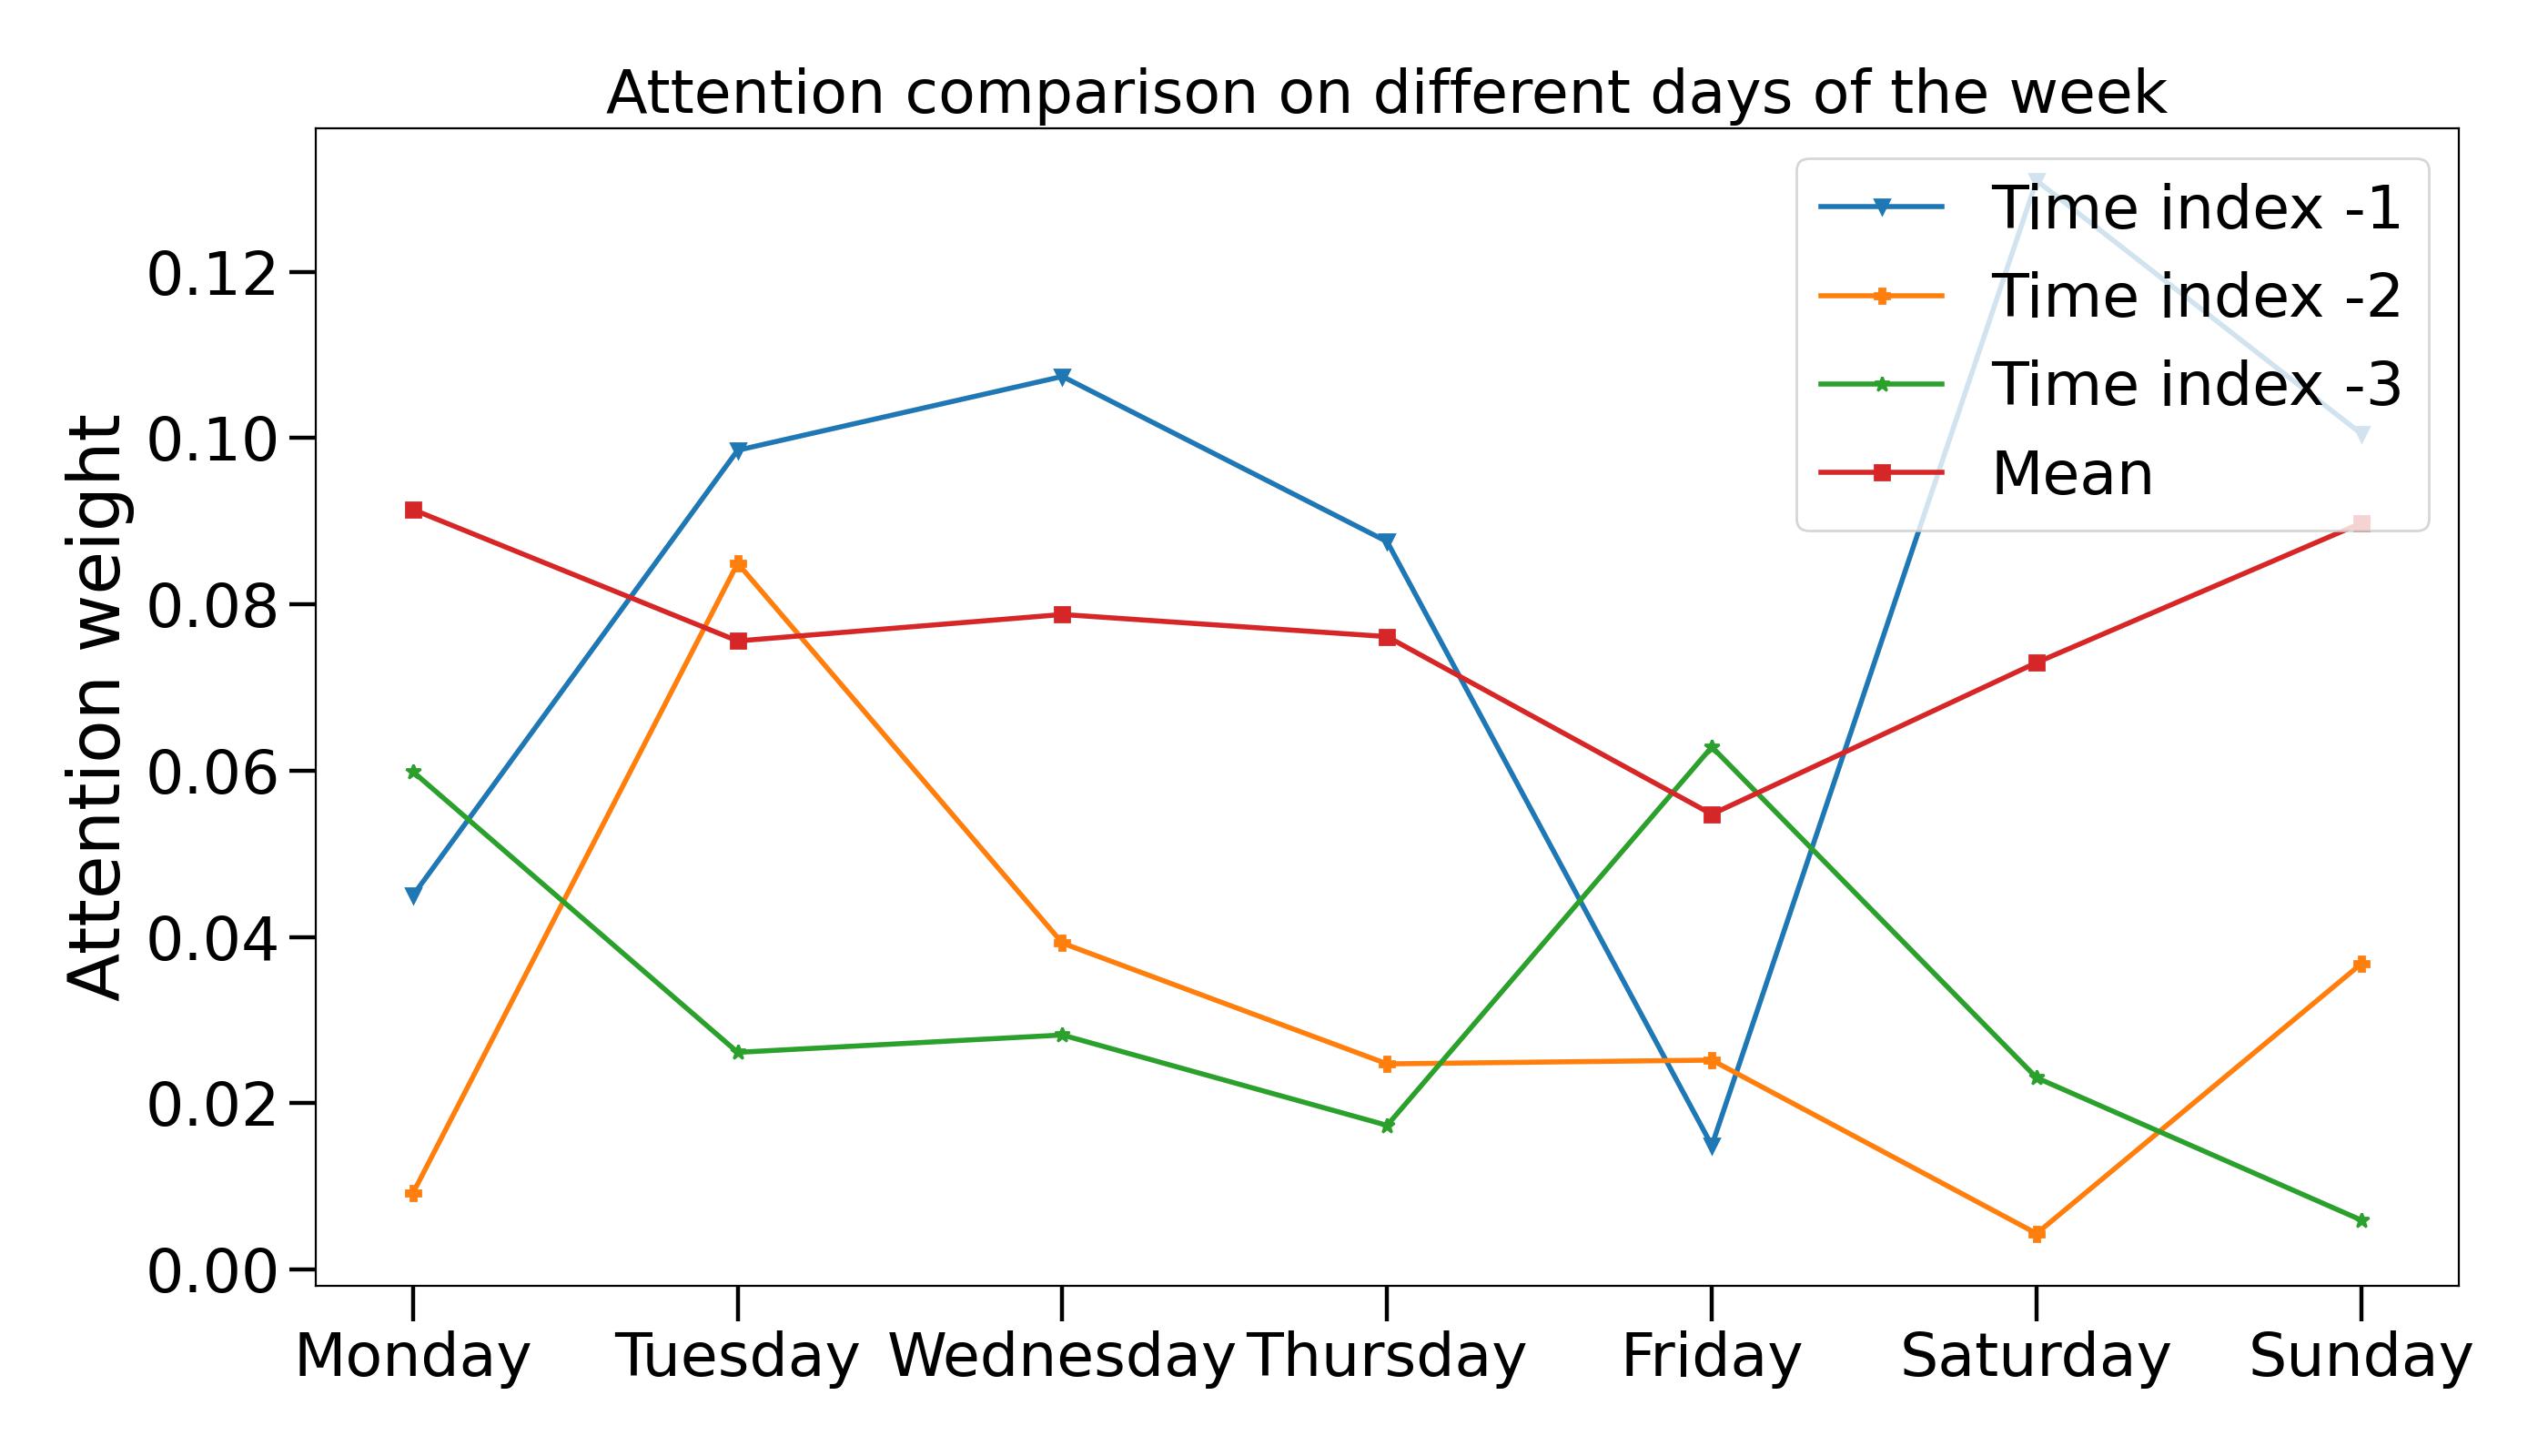 Attention comparison on different days of the week
Attention weight
0.12
0.10
0.08
0.06
0.04
0.02
0.00
Time index -1
Time index -2
Time index -3
Mean
Monday Tuesday Wednesday Thursday Friday Saturday Sunday